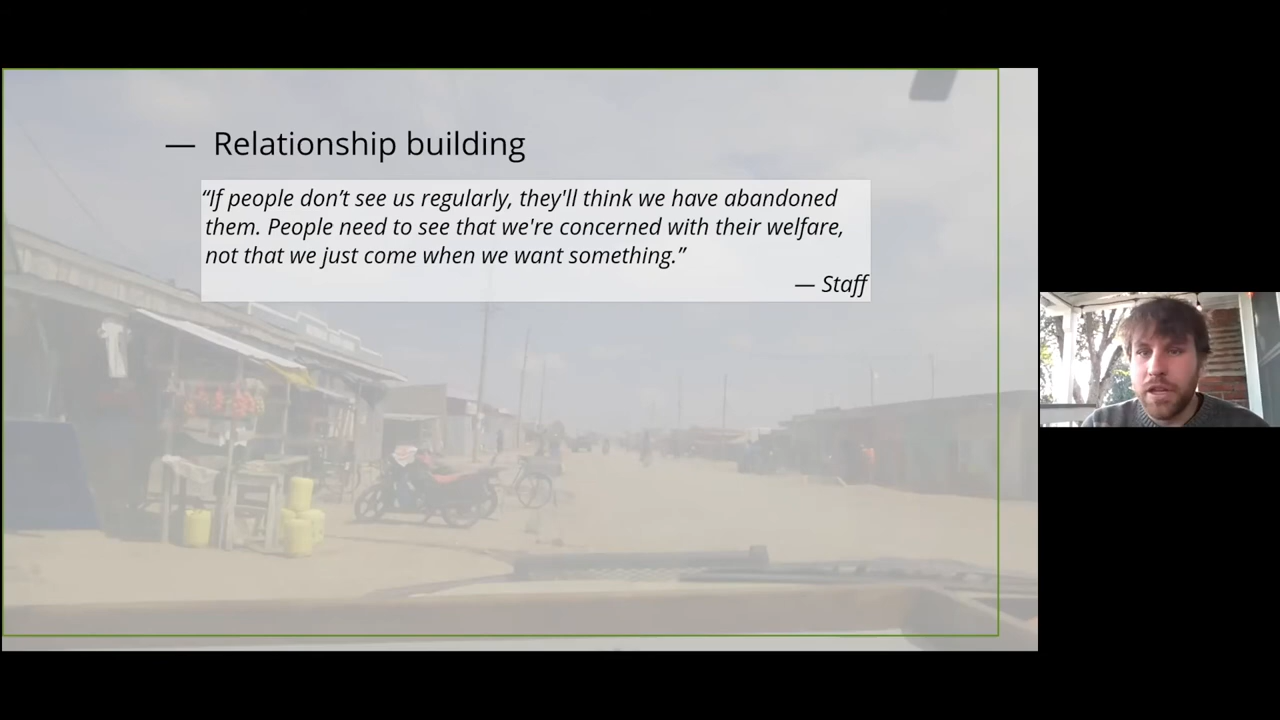 — Relationship building
“If people don’t see us regularly, they'll think we have abandoned
them. People need to see that we're concerned with their welfare,
not that we just come when we want something.”
— Staff